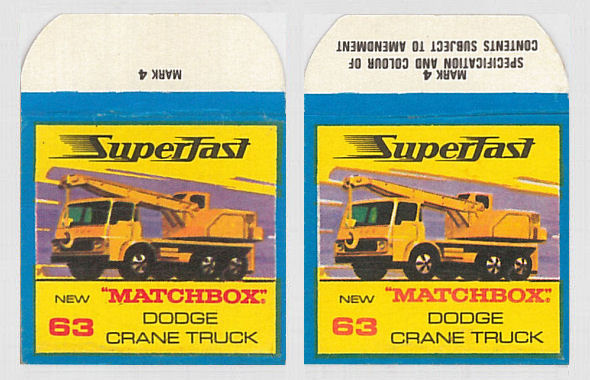 MARK 4
Superfast
NEW "MATCHBOX"®
63 DODGE
CRANE TRUCK
SPECIFICATION AND COLOUR OF
CONTENTS SUBJECT TO AMENDMENT
MARK 4
Superfast
NEW "MATCHBOX"®
63 DODGE
CRANE TRUCK